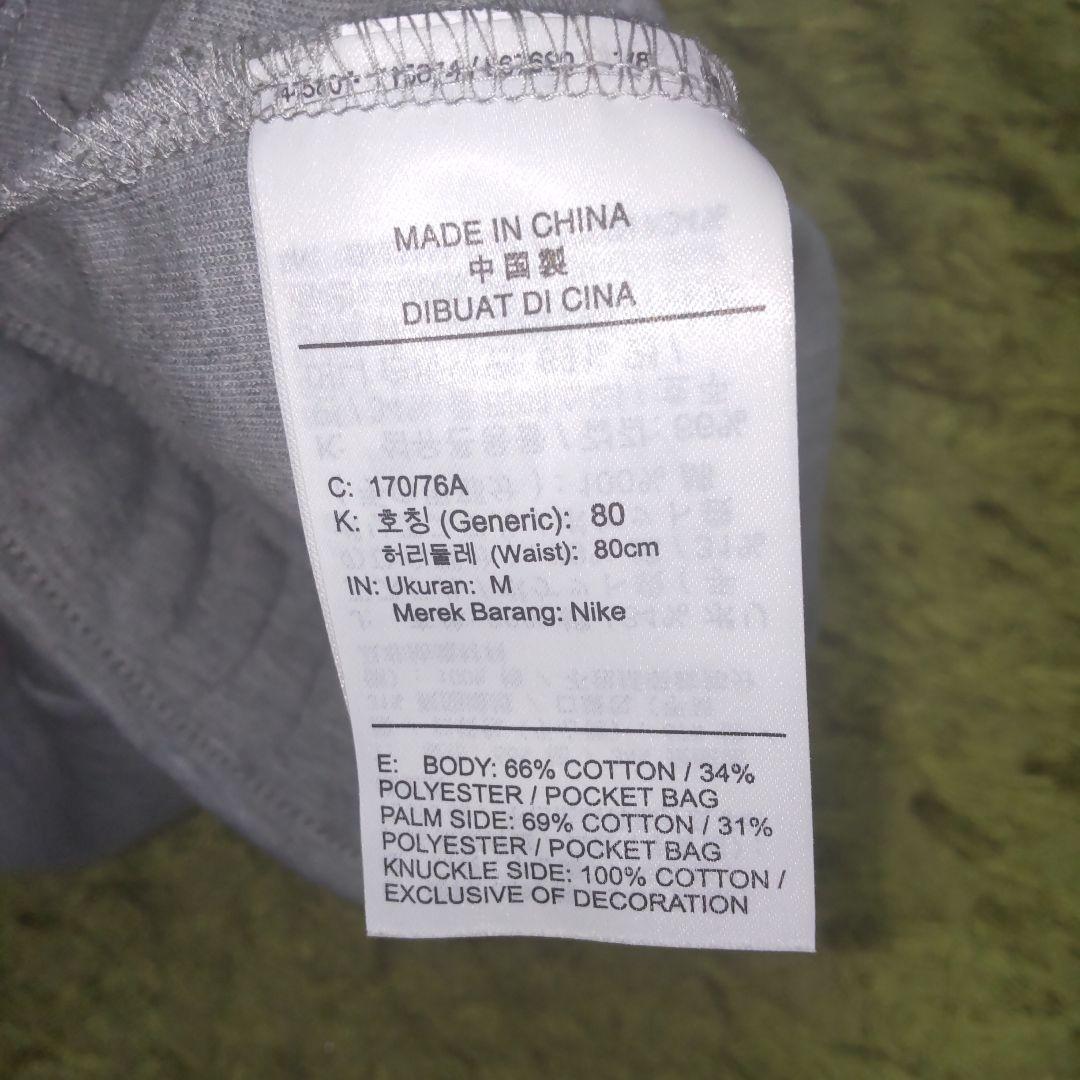 MADE IN CHINA
中国製
DIBUAT DI CINA
C: 170/76A
K: 호칭 (Generic): 80
허리둘레 (Waist): 80cm
IN: Ukuran: M
Merek Barang: Nike
E: BODY: 66% COTTON / 34%
POLYESTER / POCKET BAG
PALM SIDE: 69% COTTON / 31%
POLYESTER / POCKET BAG
KNUCKLE SIDE: 100% COTTON /
EXCLUSIVE OF DECORATION